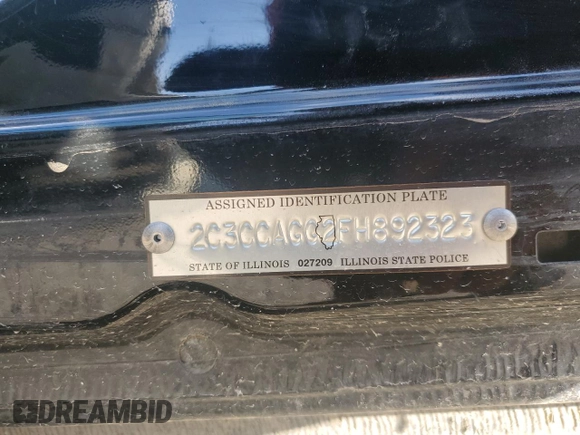 ASSIGNED IDENTIFICATION PLATE
2C3CCAGG2FH892323
STATE OF ILLINOIS 027209 ILLINOIS STATE POLICE
DREAMBID